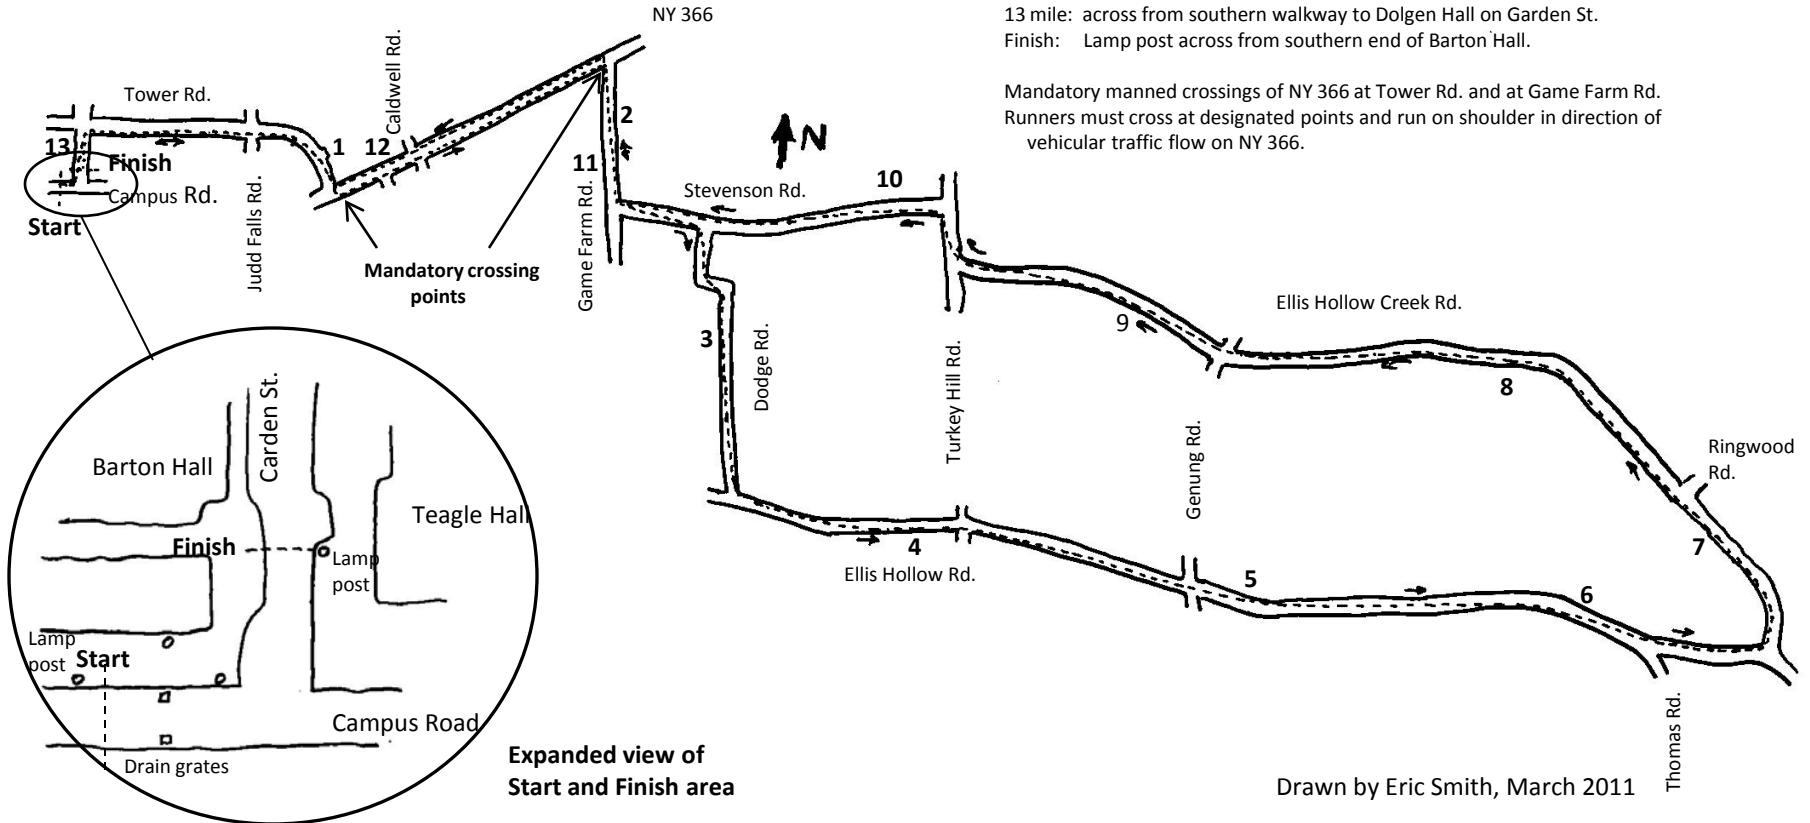 NY 366
13 mile: across from southern walkway to Dolgen Hall on Garden St.
Finish: Lamp post across from southern end of Barton Hall.
Mandatory manned crossings of NY 366 at Tower Rd. and at Game Farm Rd.
Runners must cross at designated points and run on shoulder in direction of
vehicular traffic flow on NY 366.
Tower Rd.
Caldwell Rd.
13
Finish
1
12
2
11
N
Campus Rd.
Start
Judd Falls Rd.
Mandatory crossing
points
Game Farm Rd.
Stevenson Rd.
10
3
Dodge Rd.
Turkey Hill Rd.
9
Ellis Hollow Creek Rd.
8
Genung Rd.
Ringwood
Rd.
7
4
Ellis Hollow Rd.
5
6
Thomas Rd.
Barton Hall
Carden St.
Teagle Hall
Finish
Lamp
post
Lamp
post
Start
Campus Road
Drain grates
Expanded view of
Start and Finish area
Drawn by Eric Smith, March 2011